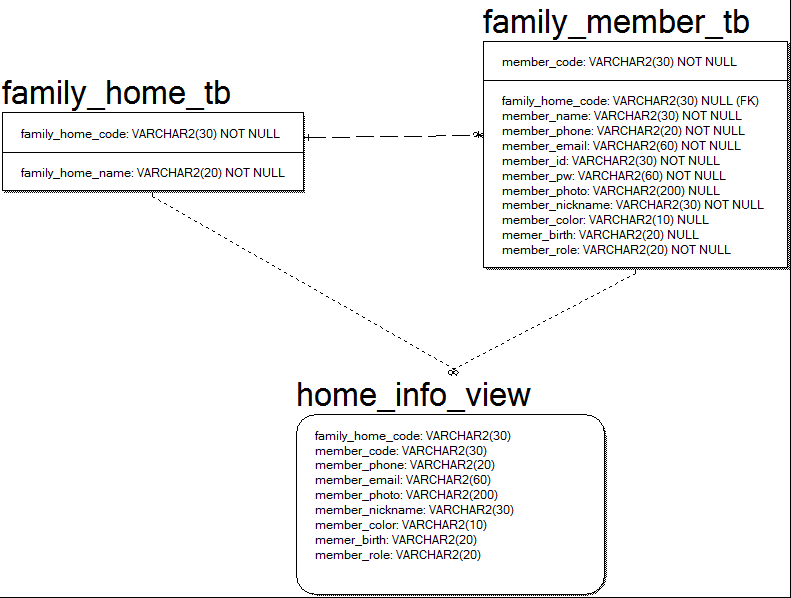 family_member_tb
member_code: VARCHAR2(30) NOT NULL
family_home_code: VARCHAR2(30) NULL (FK)
member_name: VARCHAR2(30) NOT NULL
member_phone: VARCHAR2(20) NOT NULL
member_email: VARCHAR2(60) NOT NULL
member_id: VARCHAR2(30) NOT NULL
member_pw: VARCHAR2(60) NOT NULL
member_photo: VARCHAR2(200) NULL
member_nickname: VARCHAR2(30) NOT NULL
member_color: VARCHAR2(10) NULL
memer_birth: VARCHAR2(20) NULL
member_role: VARCHAR2(20) NOT NULL
family_home_tb
family_home_code: VARCHAR2(30) NOT NULL
family_home_name: VARCHAR2(20) NOT NULL
home_info_view
family_home_code: VARCHAR2(30)
member_code: VARCHAR2(30)
member_phone: VARCHAR2(20)
member_email: VARCHAR2(60)
member_photo: VARCHAR2(200)
member_nickname: VARCHAR2(30)
member_color: VARCHAR2(10)
memer_birth: VARCHAR2(20)
member_role: VARCHAR2(20)